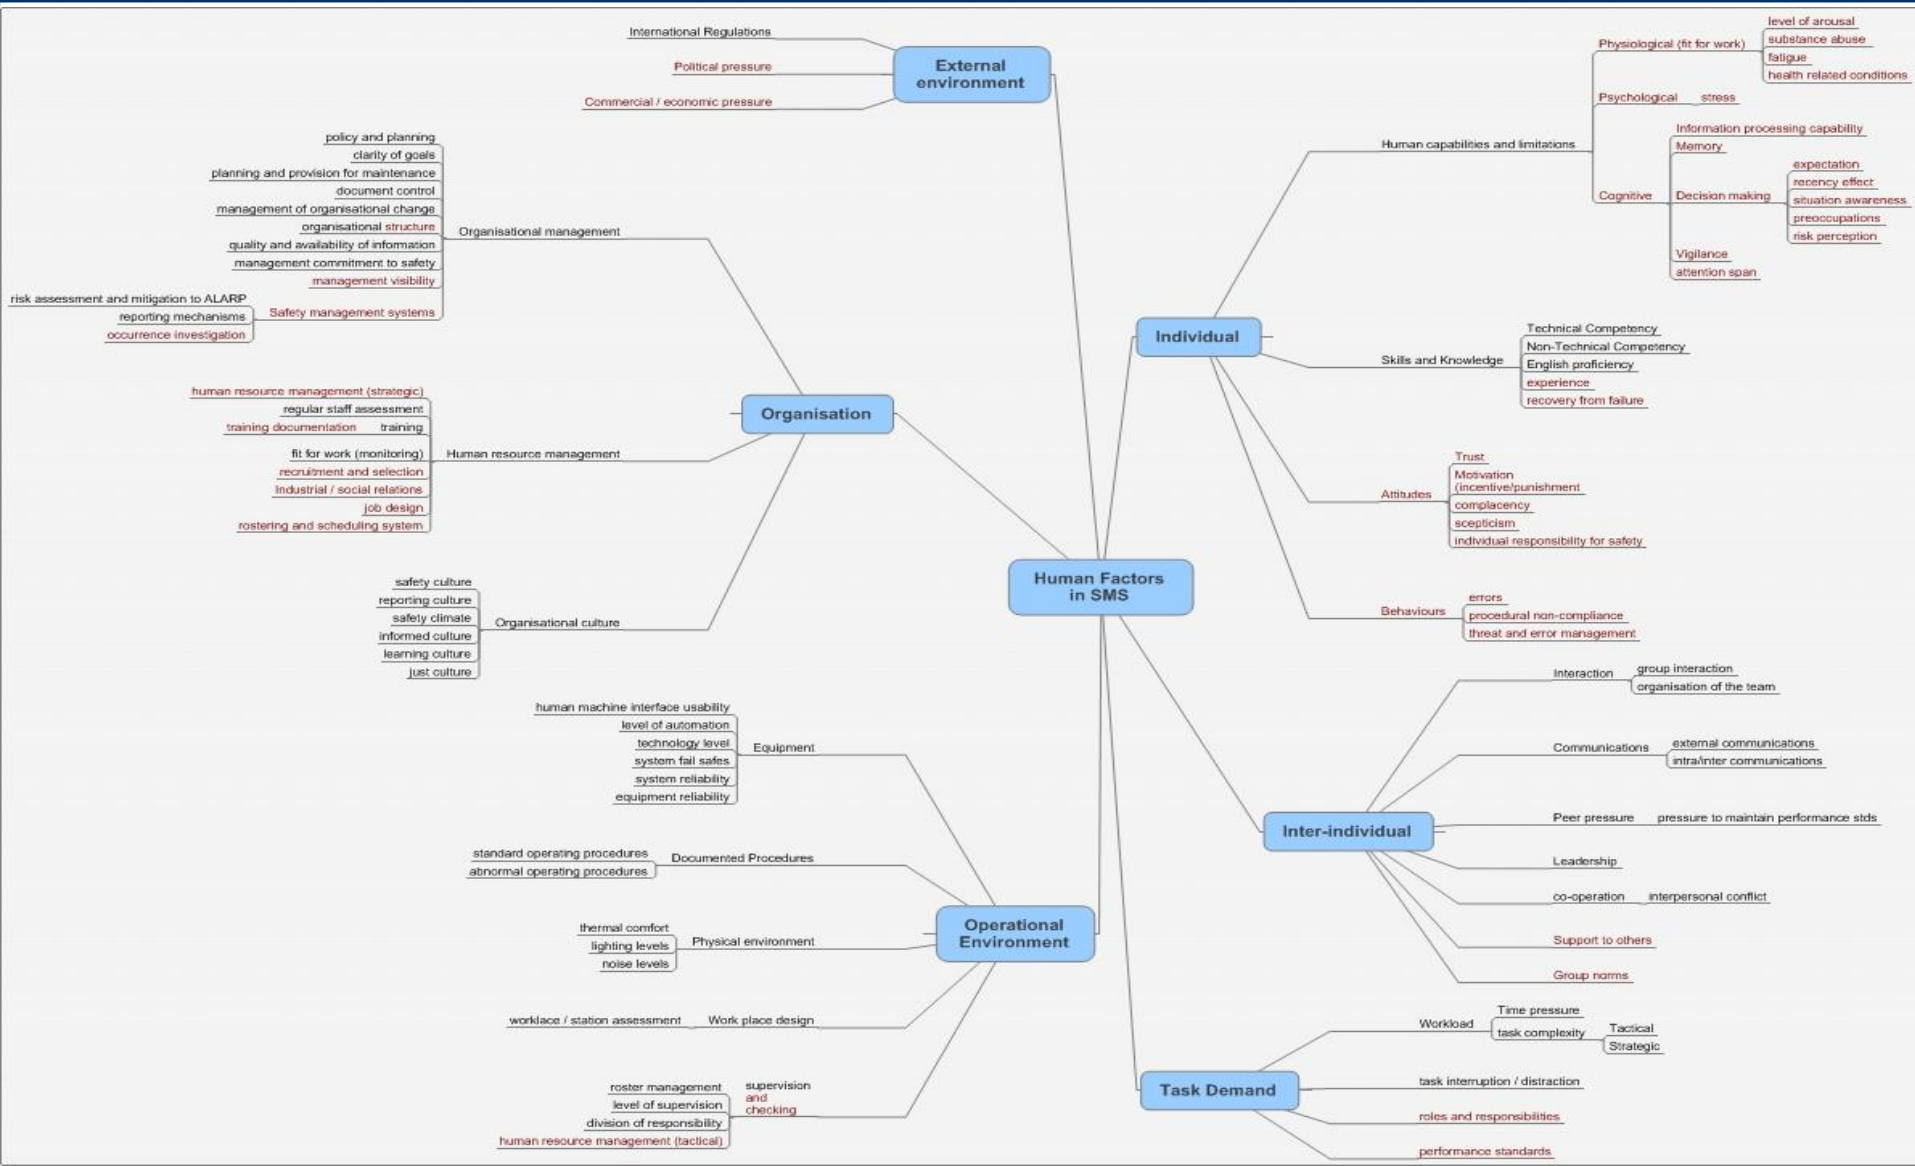 Human Factors
in SMS
External
environment
International Regulations
Political pressure
Commercial / economic pressure
Organisation
Organisational management
policy and planning
clarity of goals
planning and provision for maintenance
document control
management of organisational change
organisational structure
quality and availability of information
management commitment to safety
management visibility
Safety management systems
risk assessment and mitigation to ALARP
reporting mechanisms
occurrence investigation
Human resource management
human resource management (strategic)
regular staff assessment
training
training documentation
fit for work (monitoring)
recruitment and selection
Industrial / social relations
job design
rostering and scheduling system
Organisational culture
safety culture
reporting culture
safety climate
informed culture
learning culture
just culture
Operational
Environment
Equipment
human machine interface usability
level of automation
technology level
system fail safes
system reliability
equipment reliability
Documented Procedures
standard operating procedures
abnormal operating procedures
Physical environment
thermal comfort
lighting levels
noise levels
Work place design
worklace / station assessment
supervision
and
checking
roster management
level of supervision
division of responsibility
human resource management (tactical)
Individual
Human capabilities and limitations
Physiological (fit for work)
level of arousal
substance abuse
fatigue
health related conditions
Psychological
stress
Cognitive
Information processing capability
Memory
Decision making
expectation
recency effect
situation awareness
preoccupations
risk perception
Vigilance
attention span
Skills and Knowledge
Technical Competency
Non-Technical Competency
English proficiency
experience
recovery from failure
Attitudes
Trust
Motivation
(incentive/punishment
complacency
scepticism
individual responsibility for safety
Behaviours
errors
procedural non-compliance
threat and error management
Inter-individual
Interaction
group interaction
organisation of the team
Communications
external communications
intra/inter communications
Peer pressure
pressure to maintain performance stds
Leadership
co-operation
interpersonal conflict
Support to others
Group norms
Task Demand
Workload
Time pressure
task complexity
Tactical
Strategic
task interruption / distraction
roles and responsibilities
performance standards